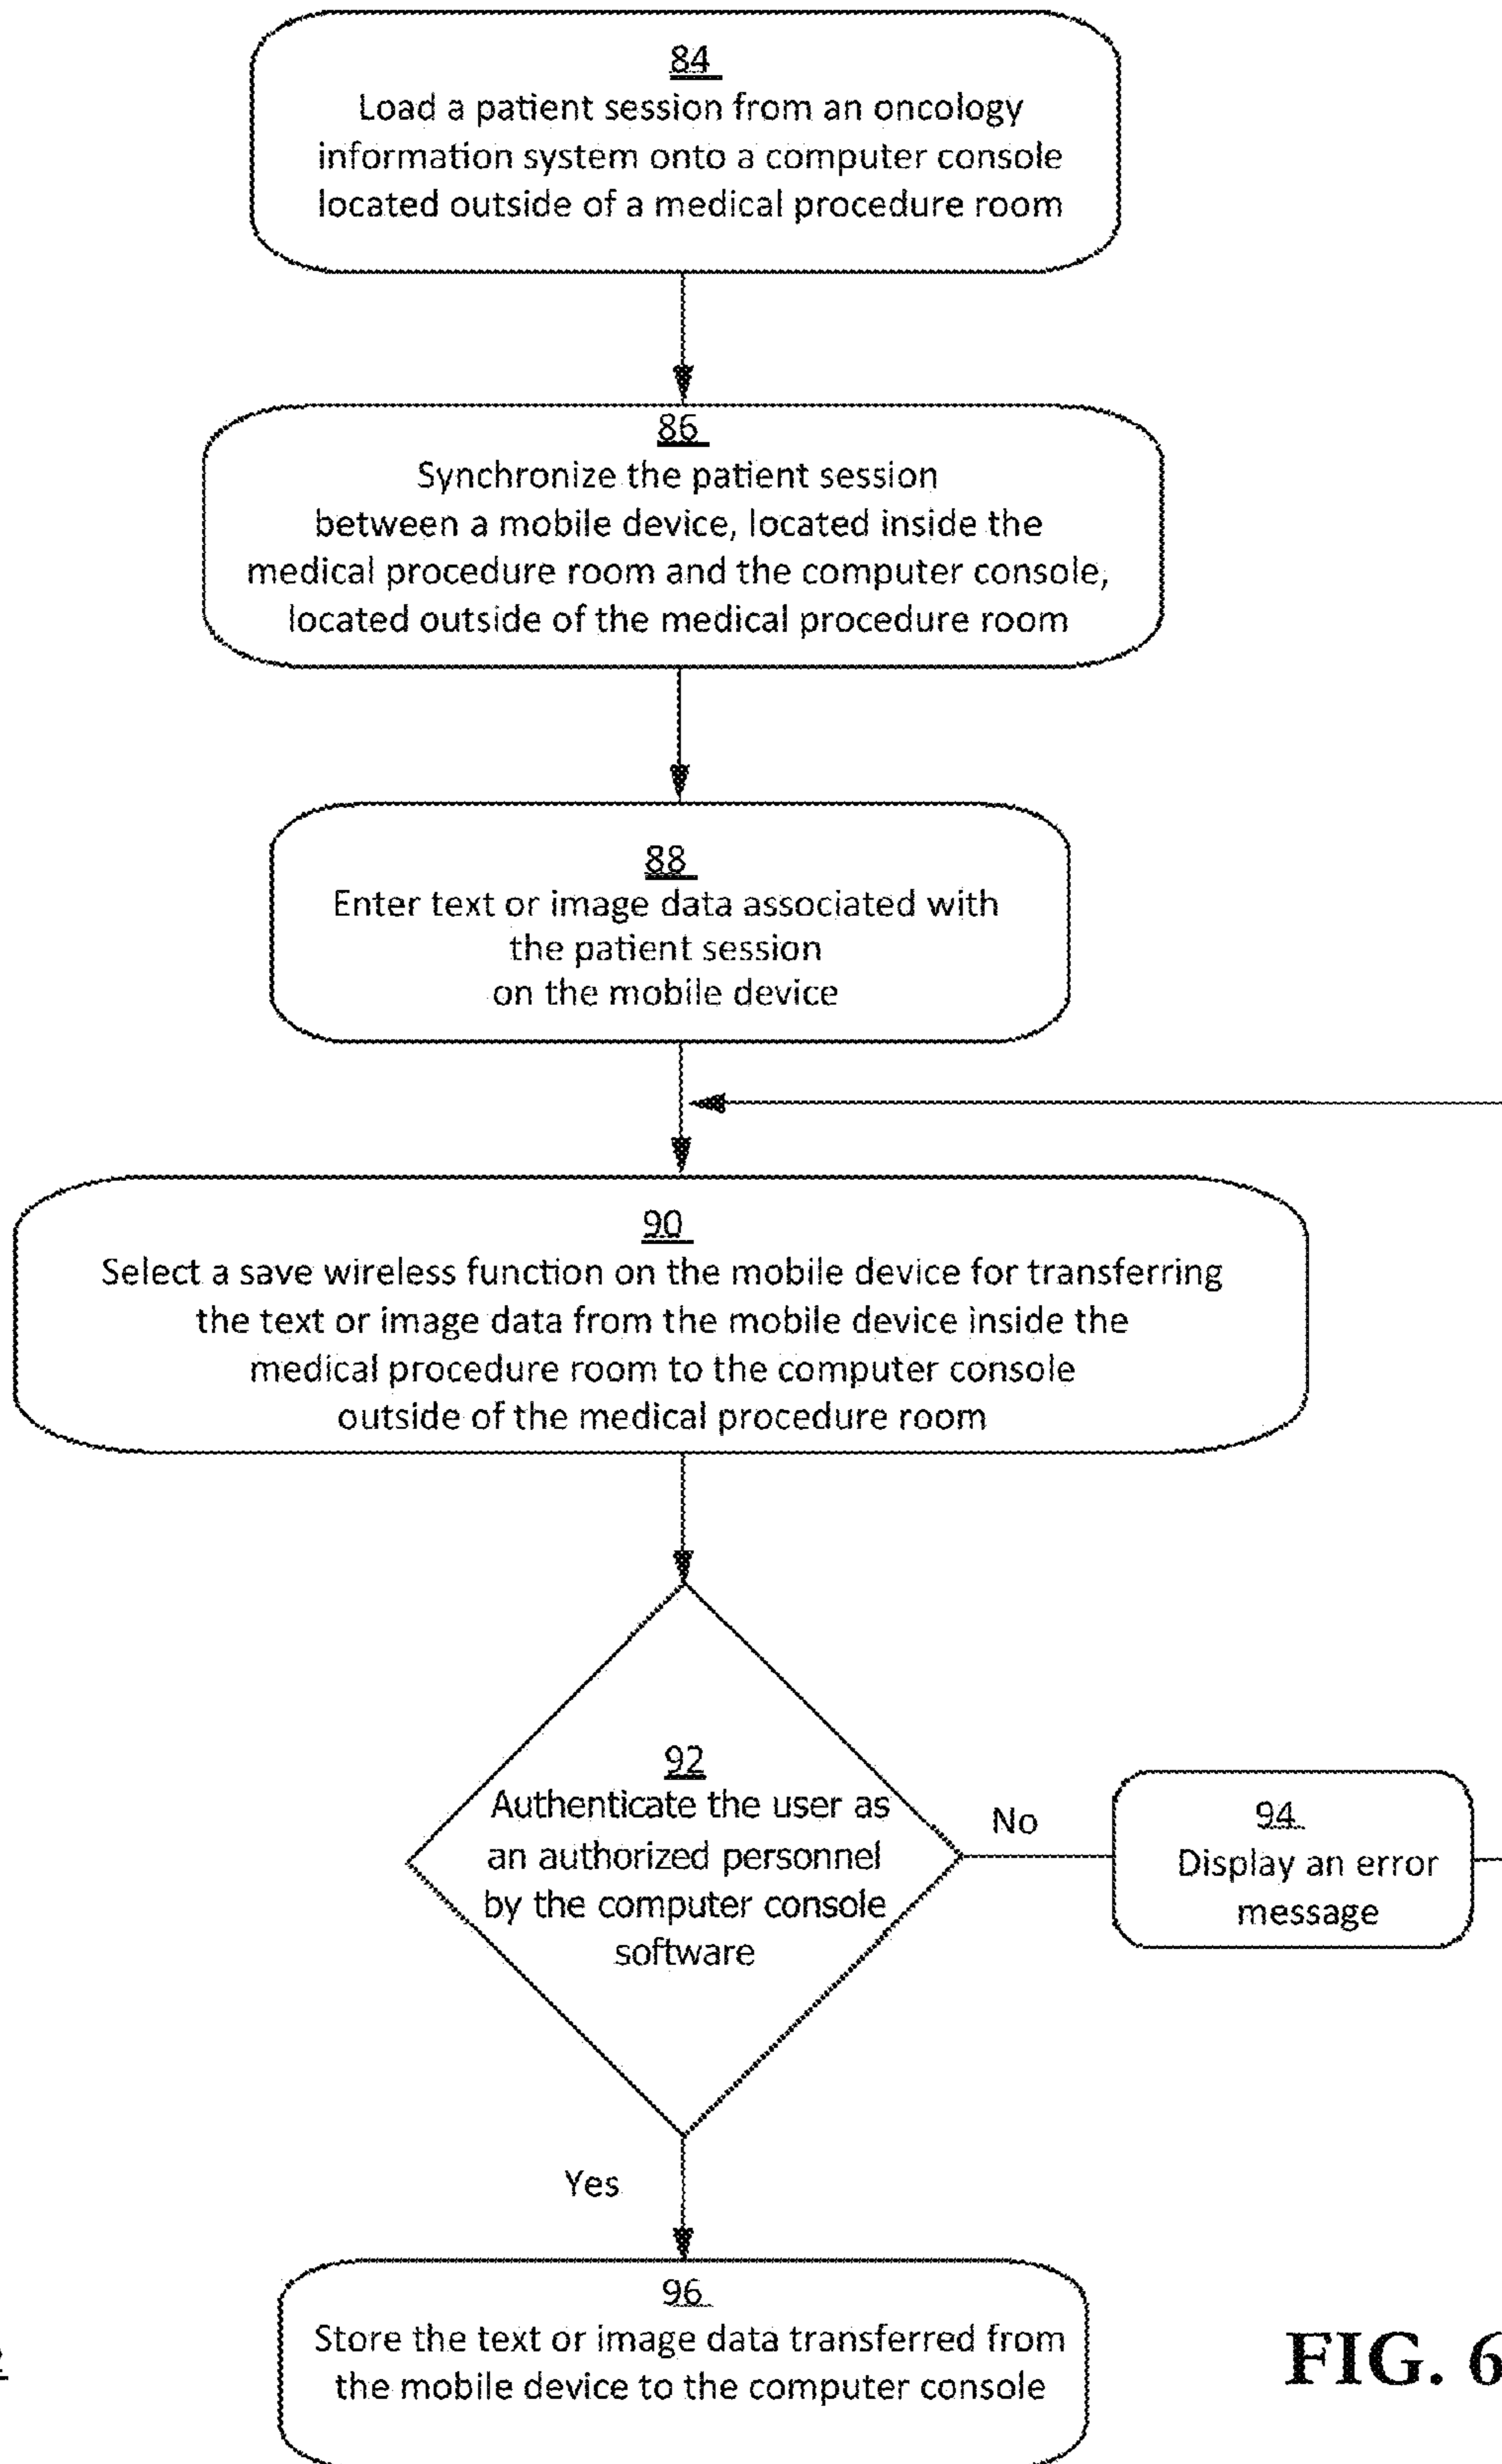 84
Load a patient session from an oncology
information system onto a computer console
located outside of a medical procedure room
86
Synchronize the patient session
between a mobile device, located inside the
medical procedure room and the computer console,
located outside of the medical procedure room
88
Enter text or image data associated with
the patient session
on the mobile device
90
Select a save wireless function on the mobile device for transferring
the text or image data from the mobile device inside the
medical procedure room to the computer console
outside of the medical procedure room
92
Authenticate the user as
an authorized personnel
by the computer console
software
No
94
Display an error
message
Yes
96
Store the text or image data transferred from
the mobile device to the computer console
FIG. 6